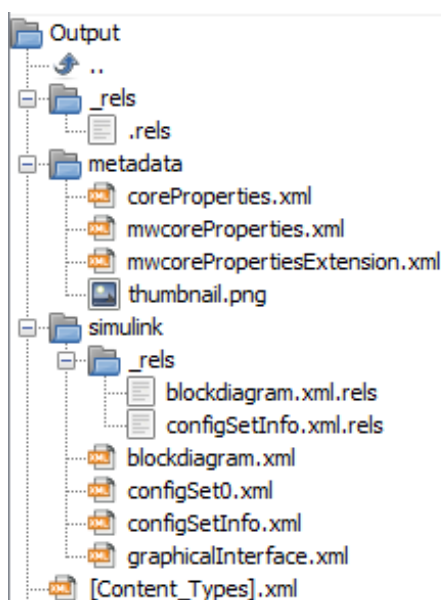 Output
..
_rels
.rels
metadata
coreProperties.xml
mwcoreProperties.xml
mwcorePropertiesExtension.xml
thumbnail.png
simulink
_rels
blockdiagram.xml.rels
configSetInfo.xml.rels
blockdiagram.xml
configSet0.xml
configSetInfo.xml
graphicalInterface.xml
[Content_Types].xml